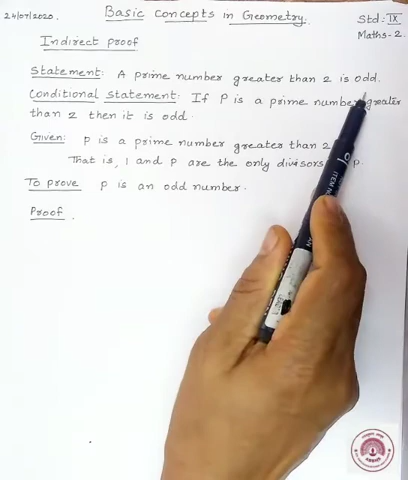 24/07/2020.
Basic Concepts in Geometry.
Std: IX
Maths-2.
Indirect proof
Statement: A prime number greater than 2 is odd.
Conditional Statement: If P is a prime number greater
than 2 then it is odd.
Given: P is a prime number greater than 2
That is, 1 and P are the only divisors p.
To prove P is an odd number.
Proof.